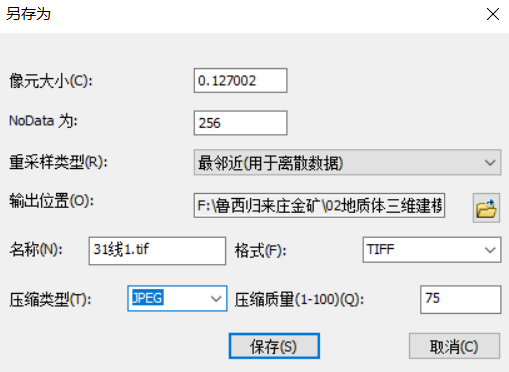 另存为
像元大小(C): 0.127002
NoData 为: 256
重采样类型(R): 最邻近(用于离散数据)
输出位置(O): F:\鲁西归来庄金矿\02地质体三维建模
名称(N): 31线1.tif 格式(F): TIFF
压缩类型(T): JPEG 压缩质量(1-100)(Q): 75
保存(S) 取消(C)